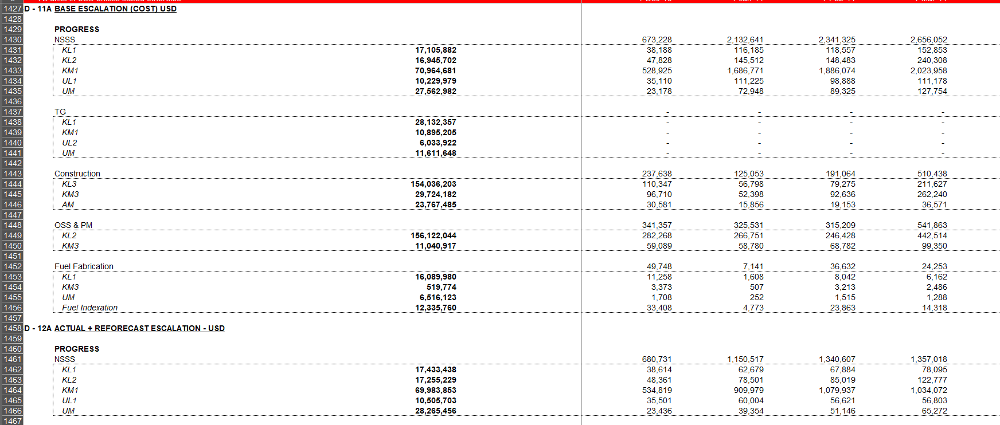 1427 D - 11A BASE ESCALATION (COST) USD
1428
1429 PROGRESS
1430 NSSS 673,228 2,132,641 2,341,325 2,656,052
1431 KL1 17,105,882 38,188 116,185 118,557 152,853
1432 KL2 16,945,702 47,828 145,512 148,483 240,308
1433 KM1 70,964,681 528,925 1,686,771 1,886,074 2,023,958
1434 UL1 10,229,979 35,110 111,225 98,888 111,178
1435 UM 27,562,982 23,178 72,948 89,325 127,754
1436
1437 TG - - - -
1438 KL1 28,132,357 - - - -
1439 KM1 10,895,205 - - - -
1440 UL2 6,033,922 - - - -
1441 UM 11,611,648 - - - -
1442
1443 Construction 237,638 125,053 191,064 510,438
1444 KL3 154,036,203 110,347 56,798 79,275 211,627
1445 KM3 29,724,182 96,710 52,398 92,636 262,240
1446 AM 23,767,485 30,581 15,856 19,153 36,571
1447
1448 OSS & PM 341,357 325,531 315,209 541,863
1449 KL2 156,122,044 282,268 266,751 246,428 442,514
1450 KM3 11,040,917 59,089 58,780 68,782 99,350
1451
1452 Fuel Fabrication 49,748 7,141 36,632 24,253
1453 KL1 16,089,980 11,258 1,608 8,042 6,162
1454 KM3 519,774 3,373 507 3,213 2,486
1455 UM 6,516,123 1,708 252 1,515 1,288
1456 Fuel Indexation 12,335,760 33,408 4,773 23,863 14,318
1457
1458 D - 12A ACTUAL + REFORECAST ESCALATION - USD
1459
1460 PROGRESS
1461 NSSS 680,731 1,150,517 1,340,607 1,357,018
1462 KL1 17,433,438 38,614 62,679 67,884 78,095
1463 KL2 17,255,229 48,361 78,501 85,019 122,777
1464 KM1 69,983,853 534,819 909,979 1,079,937 1,034,072
1465 UL1 10,505,703 35,501 60,004 56,621 56,803
1466 UM 28,265,456 23,436 39,354 51,146 65,272
1467